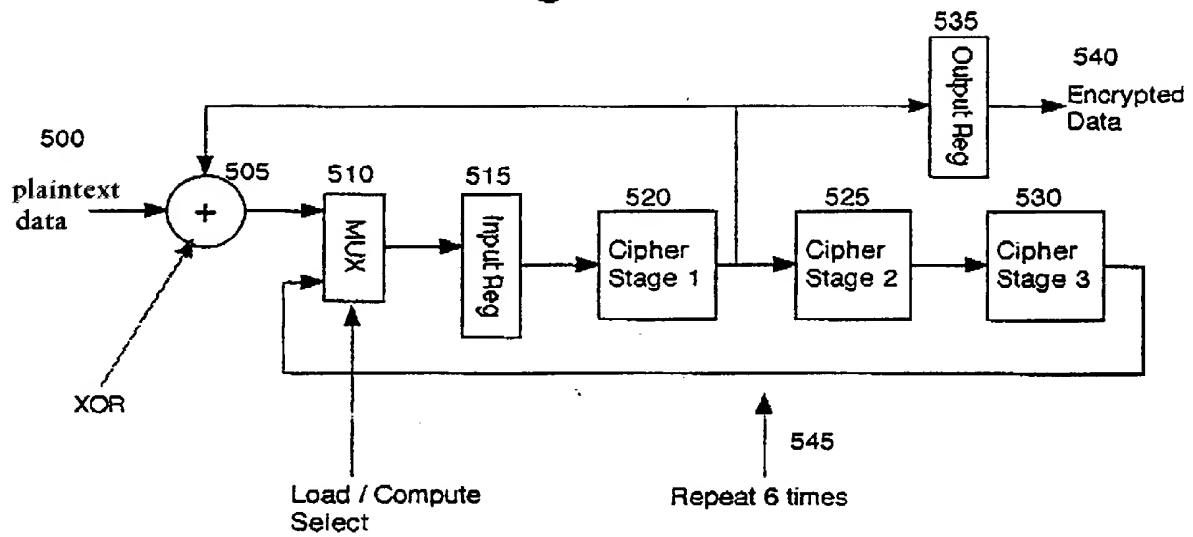 535
Output Reg
540
Encrypted
Data
500
plaintext
data
505
+
510
MUX
515
Input Reg
520
Cipher
Stage 1
525
Cipher
Stage 2
530
Cipher
Stage 3
XOR
Load / Compute
Select
545
Repeat 6 times